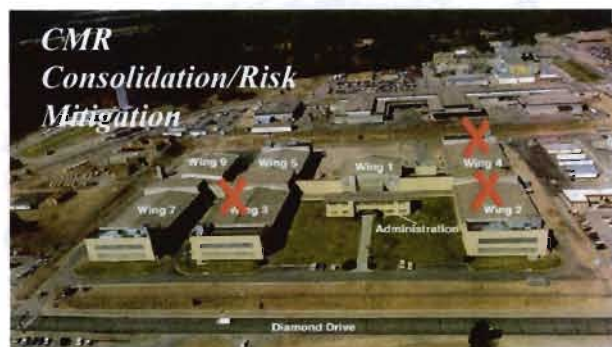 CMR
Consolidation/Risk
Mitigation
Wing 9
Wing 5
Wing 1
Wing 4
Wing 7
Wing 3
Wing 2
Administration
Diamond Drive